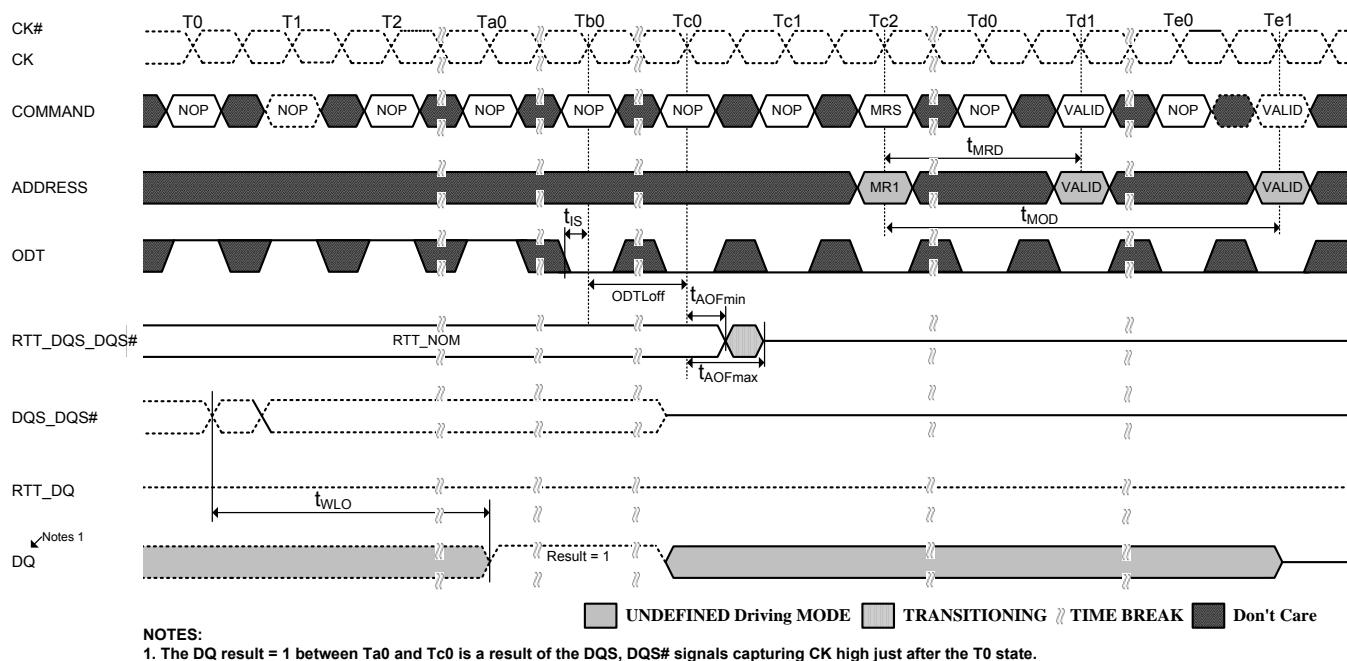 T0 T1 T2 Ta0 Tb0 Tc0 Tc1 Tc2 Td0 Td1 Te0 Te1
CK#
CK
COMMAND NOP NOP NOP NOP NOP NOP NOP MRS NOP VALID NOP VALID
tMRD
ADDRESS MR1 VALID VALID
tIS tMOD
ODT
ODTLoff tAOFmin
RTT_DQS_DQS# RTT_NOM
tAOFmax
DQS_DQS#
RTT_DQ
tWLO
Notes 1
DQ Result = 1
UNDEFINED Driving MODE TRANSITIONING TIME BREAK Don't Care
NOTES:
1. The DQ result = 1 between Ta0 and Tc0 is a result of the DQS, DQS# signals capturing CK high just after the T0 state.